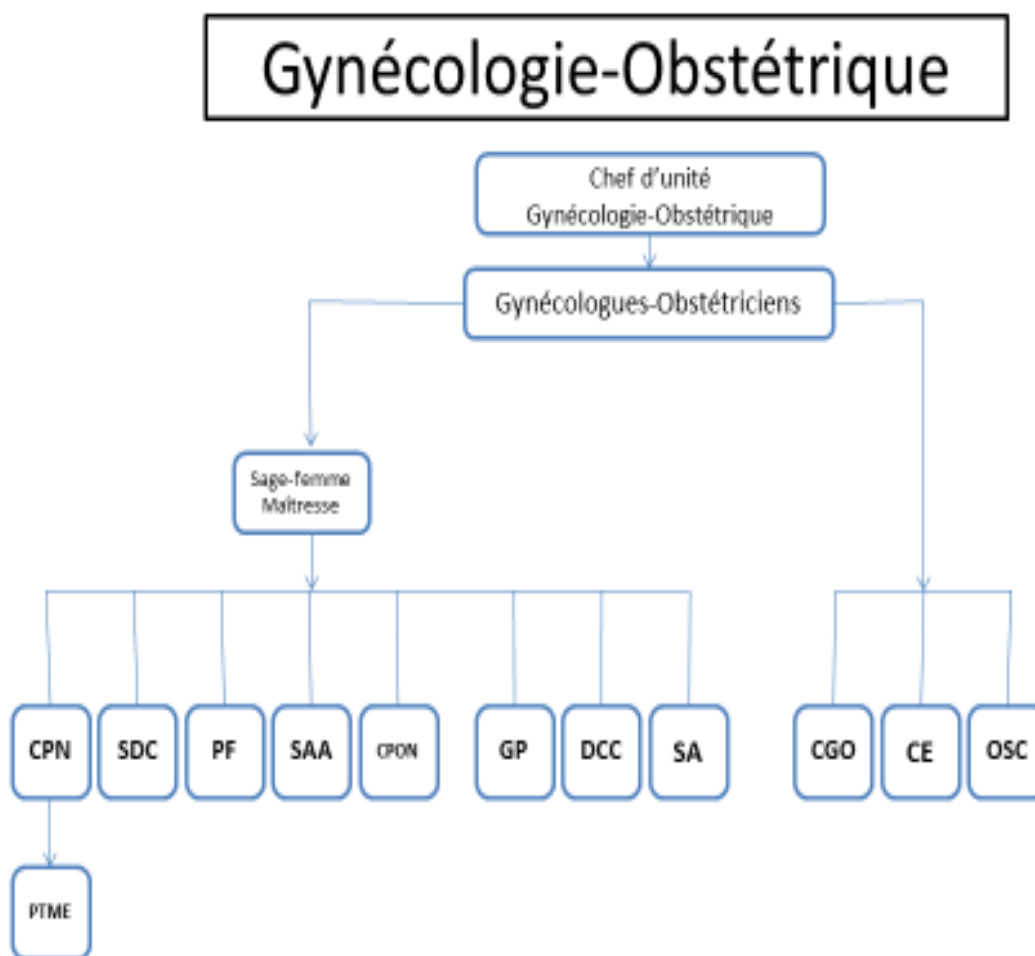 Gynécologie-Obstétrique
Chef d'unité
Gynécologie-Obstétrique
Gynécologues-Obstétriciens
Sage-femme
Maîtresse
CPN
SDC
PF
SAA
CPON
GP
DCC
SA
CGO
CE
OSC
PTME